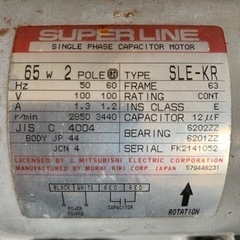 SUPER LINE
SINGLE PHASE CAPACITOR MOTOR
65 W 2 POLE TYPE SLE-KR
Hz 50 60 FRAME 63
V 100 100 RATING CONT
A 1.3 1.2 INS CLASS E
r/min 2850 3440 CAPACITOR 12μF
JIS C 4004 BEARING 6202ZZ
BODY JP 44 6201ZZ
JCN 4 SERIAL FK2141052
LICENSED BY MITSUBISHI ELECTRIC CORPORATION
MANUFACTURED BY MURAI KIKI CORP. JAPAN S79446231
BLACK WHITE RED RED
POWER SOURCE CAPACITOR
ROTATION